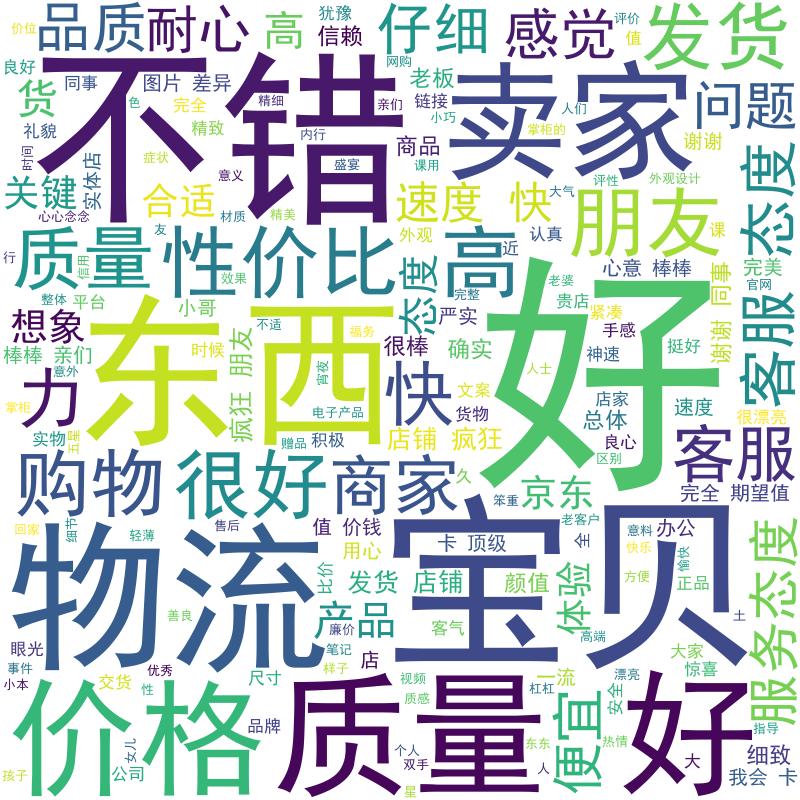 价位
品质
耐心
高
犹豫
信赖
仔细
网购
感觉
评价
值
发货
良好
货
同事
图片 差异
老板
不错
卖家
问题
色
完全
精细
亲们
链接
小巧
人们
礼貌
精致
内行
商品
掌柜的
谢谢
时间
安体店
症状
意义
盛宴
课用
评性
外观设计
态度
关键
合适
速度 快
大气
朋友
心心念念
材质
精美
外观
近
认真
课
行
质量
信用
友
性价比
高
心意 棒棒
同事
完美
官网
效果
态度
完整
老婆
贵店
紧凑
整体
平台
小哥
严实
手感
谢谢
客服
想象
东西
不适
福务
很棒
确实
好
神速
挺好
棒棒 亲们
时候
朋友
意外
人士
力
宵夜
快
文案
店家
速度
掌柜
疯狂
电子产品
货物
总体
很漂亮
实物
五星
赠品
积极
店铺 疯狂
良心
客服
购物
很好
商家
久
京东
区别
完全 期望值
笨重
回家
细节
轻薄
售后
值 价钱
老客户
意料
办公
物流
用心
卡 顶级
全
快乐
愉快
宝贝
比价
发货 店铺
颜值
体验
方便
正品
服务态度
善良
廉价
产品
客气
高端
土
眼光
笔记
店
大家
事件
优秀
样子
视频
一流
惊喜
小本
交货
性
尺寸
质感
杠杠
漂亮
安全
价格
质量
便宜
好
品牌
指导
女儿
个人
东东
热情
细致
孩子
公司
双手
人
大
星
我会 卡